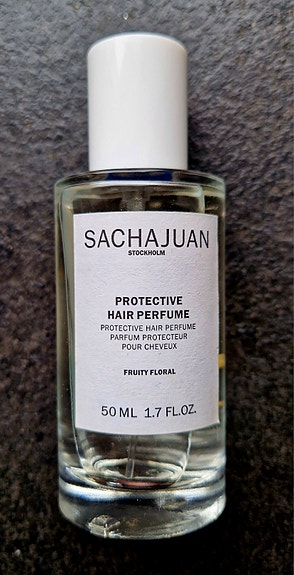 SACHAJUAN
STOCKHOLM
PROTECTIVE
HAIR PERFUME
PROTECTIVE HAIR PERFUME
PARFUM PROTECTEUR
POUR CHEVEUX
FRUITY FLORAL
50 ML 1.7 FL.OZ.